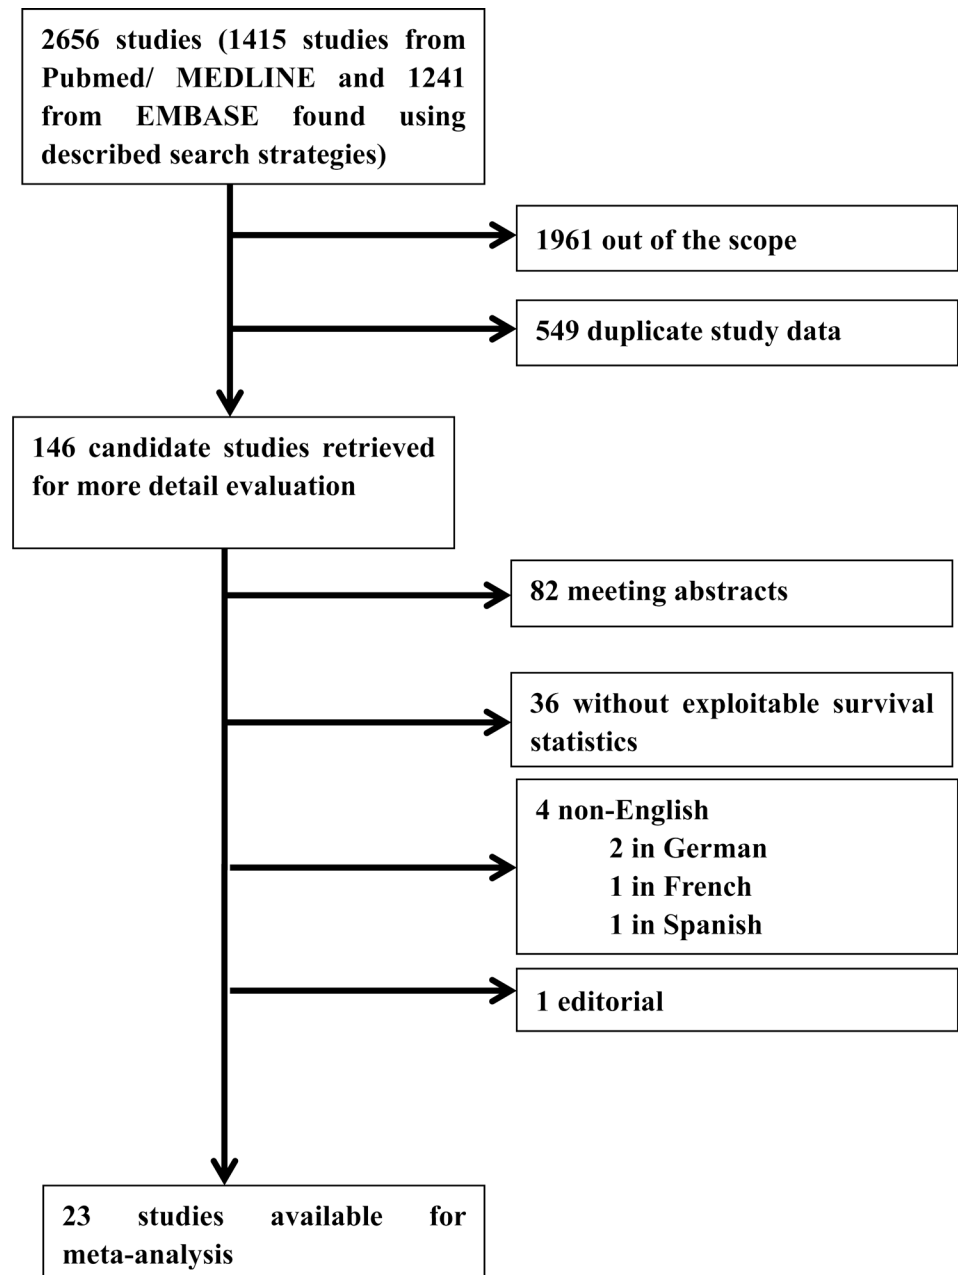 2656 studies (1415 studies from
Pubmed/ MEDLINE and 1241
from EMBASE found using
described search strategies)
1961 out of the scope
549 duplicate study data
146 candidate studies retrieved
for more detail evaluation
82 meeting abstracts
36 without exploitable survival
statistics
4 non-English
2 in German
1 in French
1 in Spanish
1 editorial
23 studies available for
meta-analysis